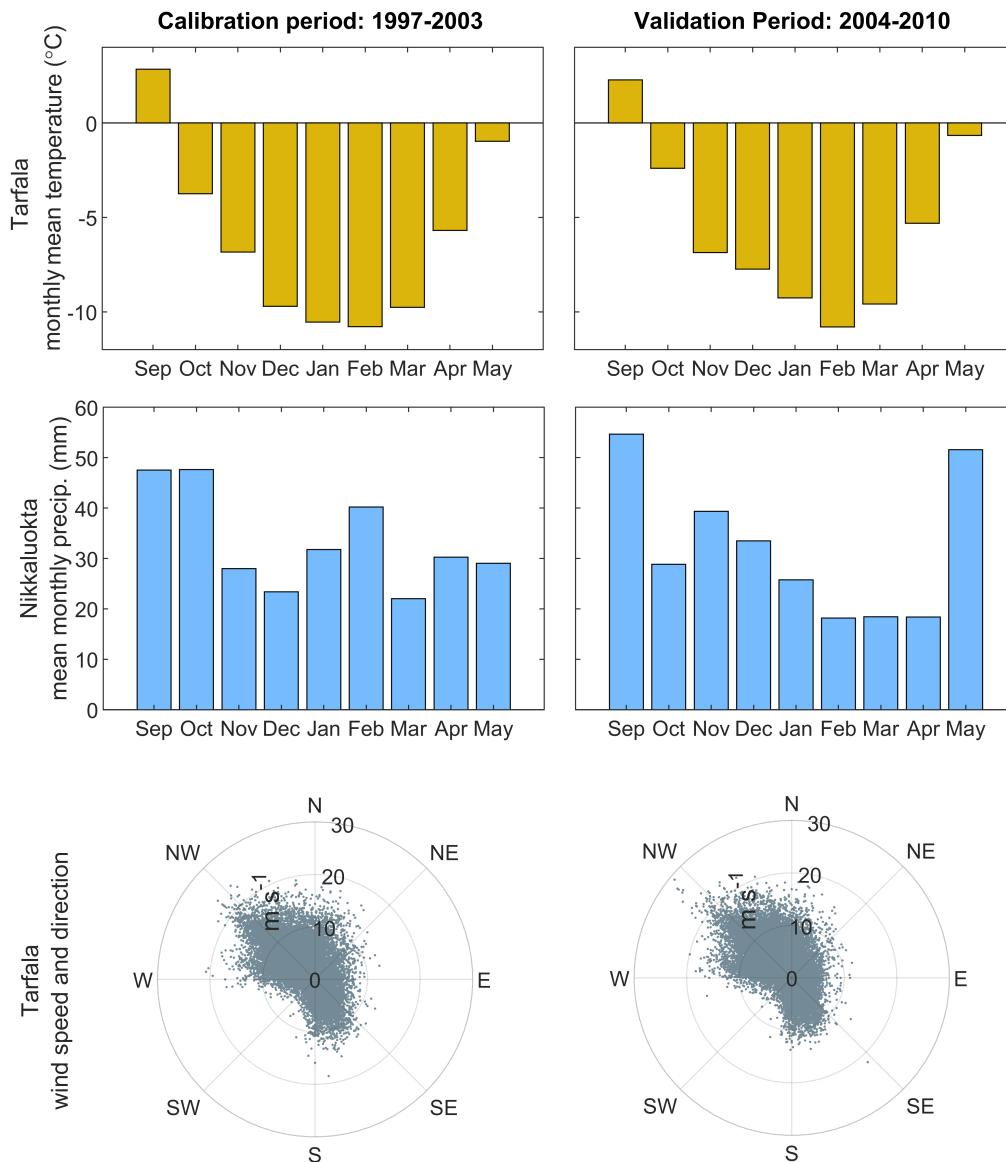 Calibration period: 1997-2003
Validation Period: 2004-2010
Tarfala
monthly mean temperature (°C)
0
-5
-10
Sep Oct Nov Dec Jan Feb Mar Apr May
0
-5
-10
Sep Oct Nov Dec Jan Feb Mar Apr May
Nikkaluokta
mean monthly precip. (mm)
60
50
40
30
20
10
0
Sep Oct Nov Dec Jan Feb Mar Apr May
Sep Oct Nov Dec Jan Feb Mar Apr May
Tarfala
wind speed and direction
N
30
NW
NE
20
m s-1
10
W
0
E
SW
SE
S
N
30
NW
NE
20
m s-1
10
W
0
E
SW
SE
S